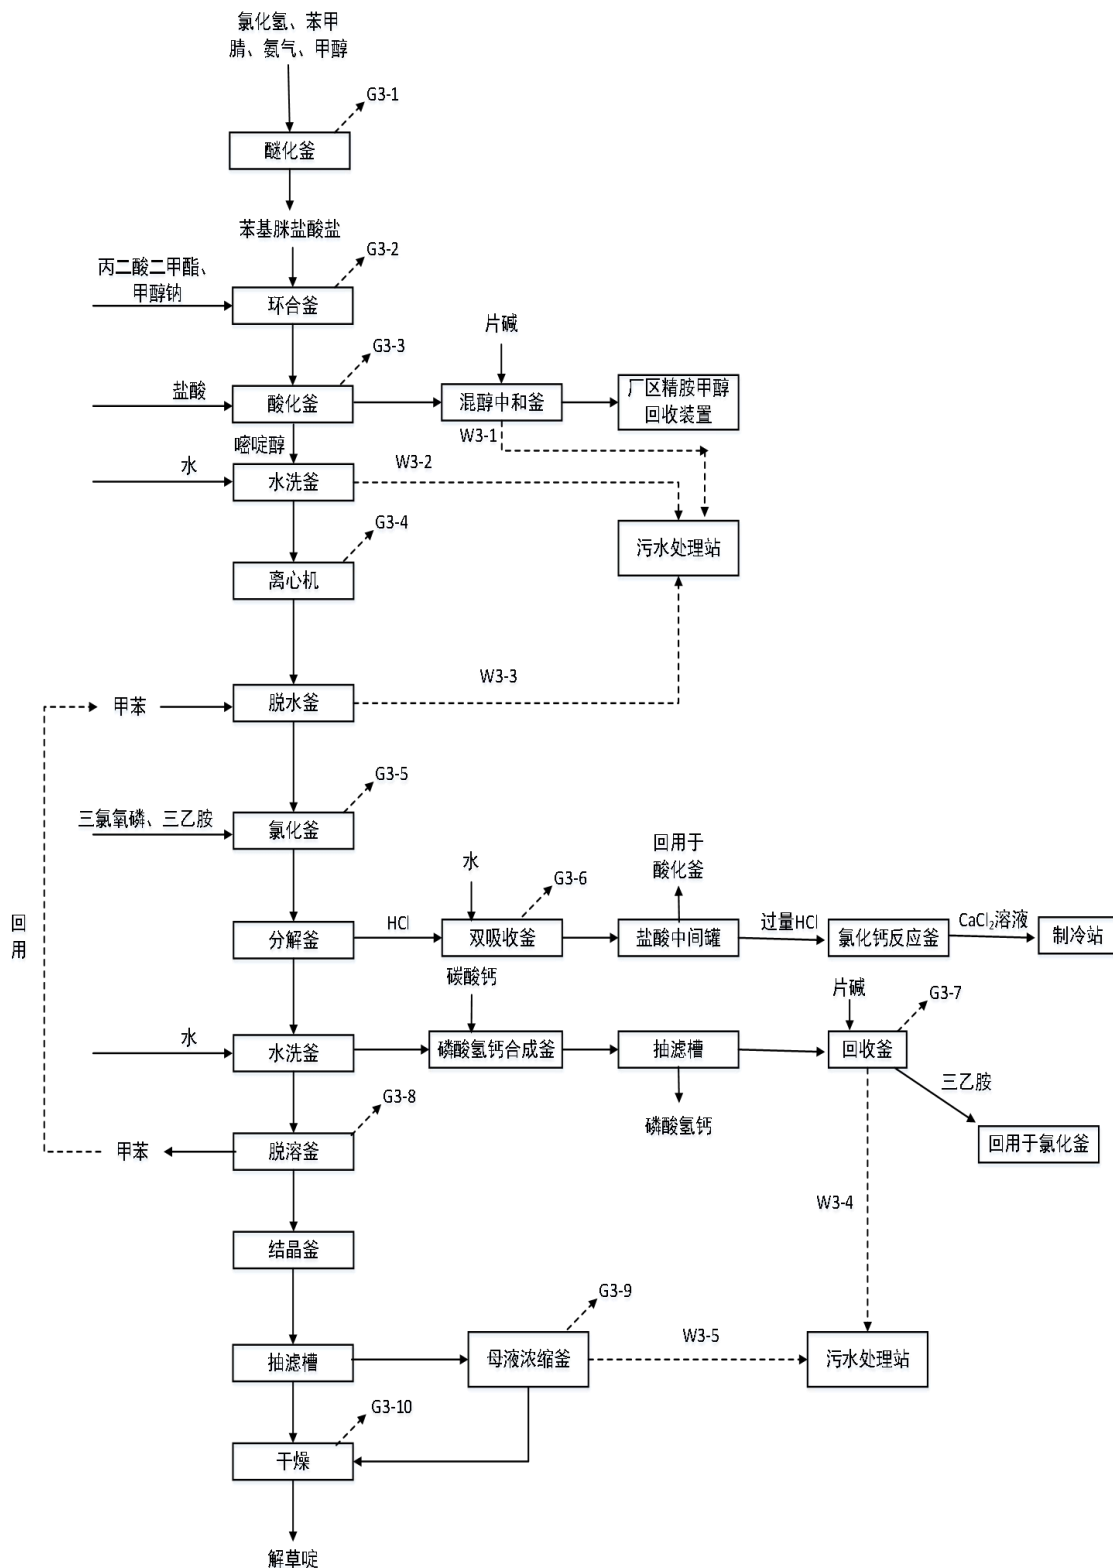 氯化氢、苯甲
腈、氨气、甲醇
G3-1
醚化釜
苯基脒盐酸盐
G3-2
丙二酸二甲酯、
甲醇钠
环合釜
片碱
G3-3
盐酸
酸化釜
混醇中和釜
厂区精胺甲醇
回收装置
W3-1
嘧啶醇
水
W3-2
水洗釜
G3-4
污水处理站
离心机
W3-3
甲苯
脱水釜
G3-5
三氯氧磷、三乙胺
氯化釜
回用于
酸化釜
水
G3-6
回
用
HCl
过量HCl
CaCl₂溶液
分解釜
双吸收釜
盐酸中间罐
氯化钙反应釜
制冷站
碳酸钙
片碱
G3-7
水
水洗釜
磷酸氢钙合成釜
抽滤槽
回收釜
三乙胺
G3-8
磷酸氢钙
甲苯
脱溶釜
回用于氯化釜
W3-4
结晶釜
G3-9
W3-5
抽滤槽
母液浓缩釜
污水处理站
G3-10
干燥
解草啶